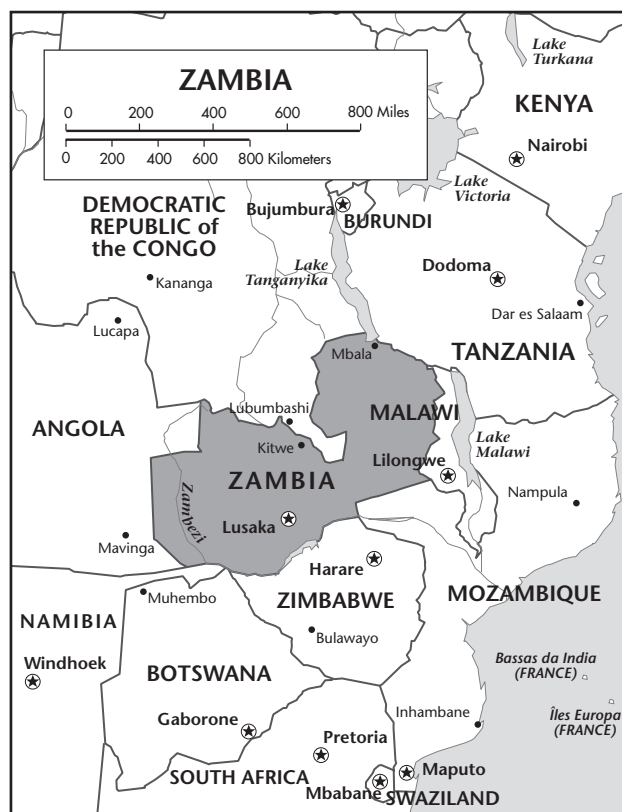 ZAMBIA
0 200 400 600 800 Miles
0 200 400 600 800 Kilometers
Lake
Turkana
KENYA
Nairobi
Lake
Victoria
DEMOCRATIC
REPUBLIC of
the CONGO
Bujumbura
BURUNDI
Lake
Tanganyika
Kananga
Dodoma
Dar es Salaam
Lucapa
Mbala
TANZANIA
Lubumbashi
MALAWI
ANGOLA
Kitwe
Lake
Malawi
ZAMBIA
Lilongwe
Nampula
Zambezi
Lusaka
Mavinga
Harare
Muhembo
ZIMBABWE
MOZAMBIQUE
NAMIBIA
Bulawayo
Windhoek
BOTSWANA
Bassas da India
(FRANCE)
Gaborone
Inhambane
Îles Europa
(FRANCE)
Pretoria
SOUTH AFRICA
Maputo
Mbabane
SWAZILAND